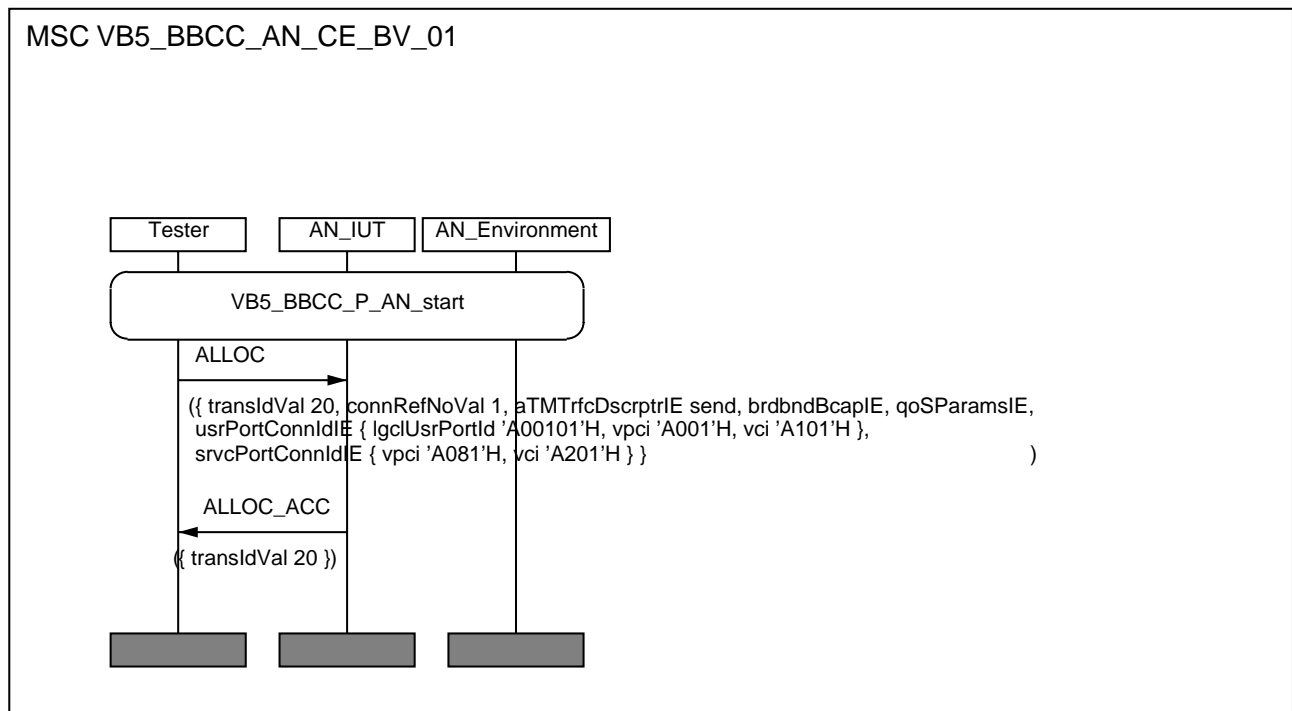 MSC VB5_BBCC_AN_CE_BV_01
Tester AN_IUT AN_Environment
VB5_BBCC_P_AN_start
ALLOC
({ transIdVal 20, connRefNoVal 1, aTMTrfcDscrptrIE send, brdbndBcapIE, qoSParamsIE,
usrPortConnIdIE { lgclUsrPortId 'A00101'H, vpci 'A001'H, vci 'A101'H },
srvcPortConnIdIE { vpci 'A081'H, vci 'A201'H } } )
ALLOC_ACC
({ transIdVal 20 })